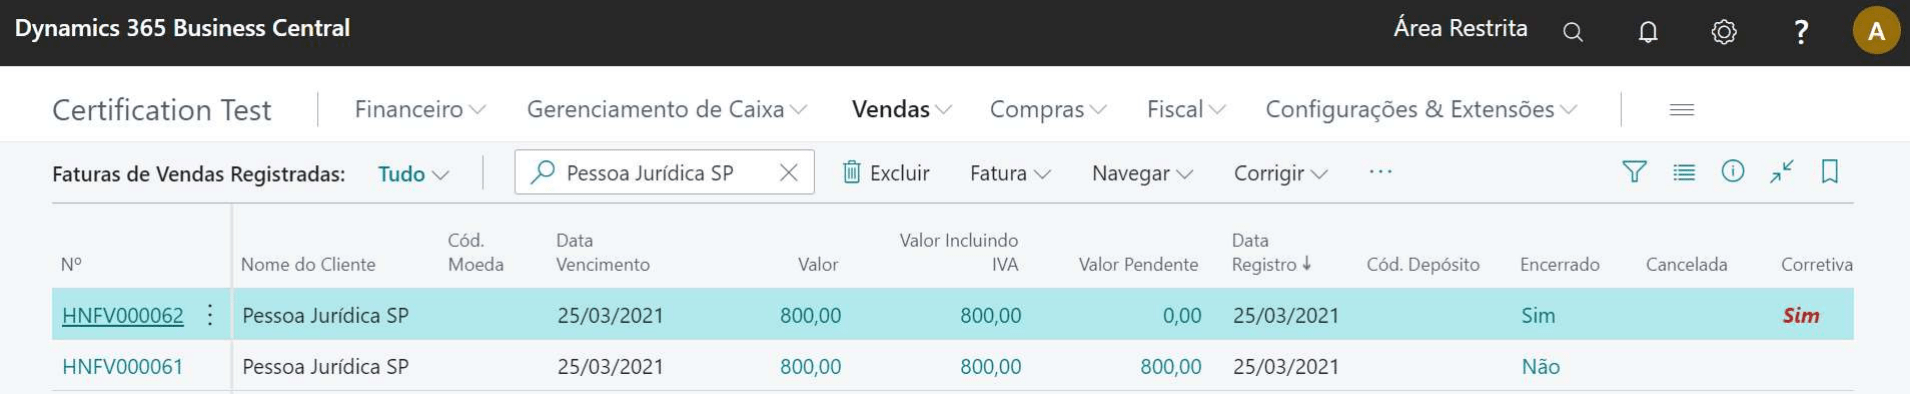 Dynamics 365 Business Central
Área Restrita
?
A
Certification Test
Financeiro
Gerenciamento de Caixa
Vendas
Compras
Fiscal
Configurações & Extensões
Faturas de Vendas Registradas:
Tudo
Pessoa Jurídica SP
Excluir
Fatura
Navegar
Corrigir
Nº
Nome do Cliente
Cód.
Moeda
Data
Vencimento
Valor
Valor Incluindo
IVA
Valor Pendente
Data
Registro ↓
Cód. Depósito
Encerrado
Cancelada
Corretiva
HNFV000062 Pessoa Jurídica SP 25/03/2021 800,00 800,00 0,00 25/03/2021 Sim Sim
HNFV000061 Pessoa Jurídica SP 25/03/2021 800,00 800,00 800,00 25/03/2021 Não